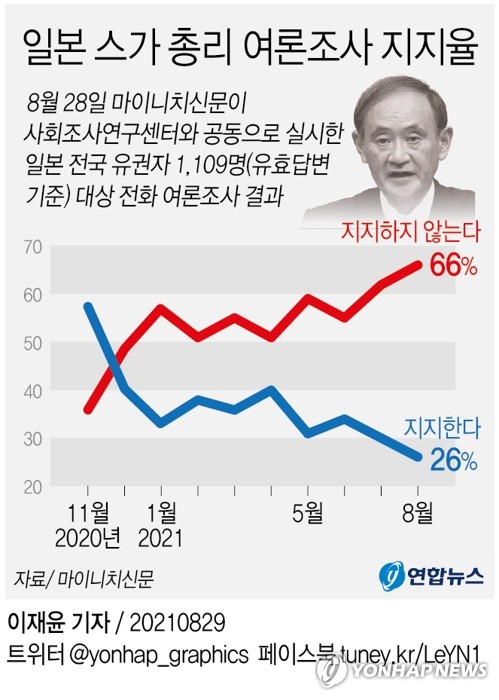 일본 스가 총리 여론조사 지지율
8월 28일 마이니치신문이
사회조사연구센터와 공동으로 실시한
일본 전국 유권자 1,109명(유효답변
기준) 대상 전화 여론조사 결과
지지하지 않는다
66%
70
60
50
40
30
20
지지한다
26%
11월 1월 5월 8월
2020년 2021
자료/ 마이니치신문
연합뉴스
이재윤 기자 / 20210829
트위터 @yonhap_graphics 페이스북 tuney.kr/LeYN1
YONHAPNEWS